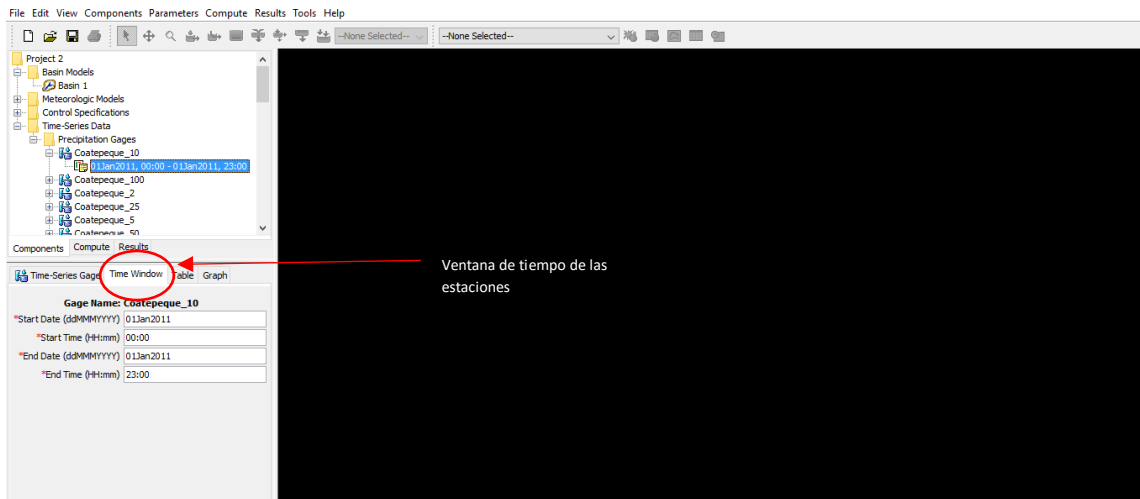 File Edit View Components Parameters Compute Results Tools Help
--None Selected-- --None Selected--
Project 2
Basin Models
Basin 1
Meteorologic Models
Control Specifications
Time-Series Data
Precipitation Gages
Coatepeque_10
01Jan2011, 00:00 - 01Jan2011, 23:00
Coatepeque_100
Coatepeque_2
Coatepeque_25
Coatepeque_5
Coatepeque_50
Components Compute Results
Time-Series Gage Time Window Table Graph
Gage Name: Coatepeque_10
*Start Date (ddMMMYYYY) 01Jan2011
*Start Time (HH:mm) 00:00
*End Date (ddMMMYYYY) 01Jan2011
*End Time (HH:mm) 23:00
Ventana de tiempo de las
estaciones